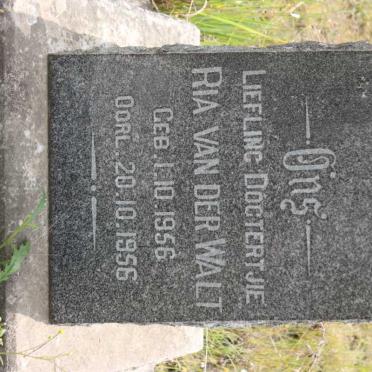 Ons
LIEFLING DOGTERTJIE
RIA VAN DER WALT
GEB. 1.10.1956
OORL. 20.10.1956